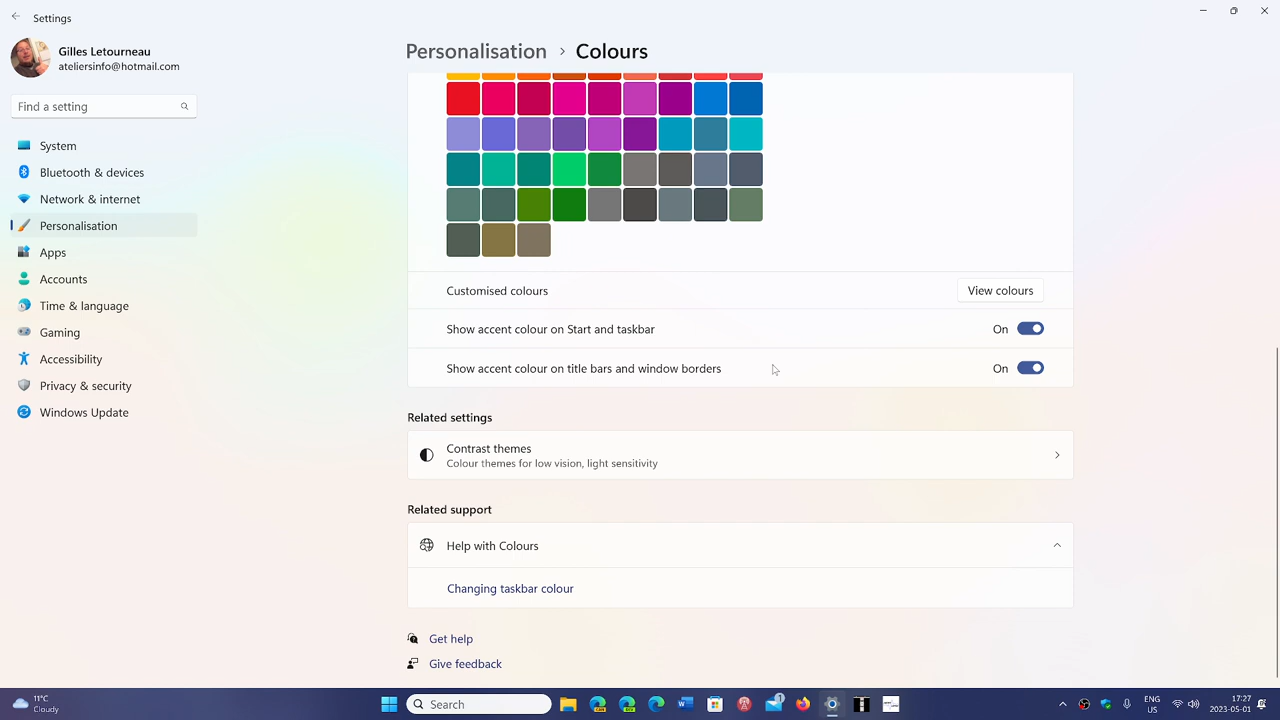 Settings
Gilles Letourneau
ateliersinfo@hotmail.com
Find a setting
System
Bluetooth & devices
Network & internet
Personalisation
Apps
Accounts
Time & language
Gaming
Accessibility
Privacy & security
Windows Update
Personalisation › Colours
Customised colours
View colours
Show accent colour on Start and taskbar
On
Show accent colour on title bars and window borders
On
Related settings
Contrast themes
Colour themes for low vision, light sensitivity
Related support
Help with Colours
Changing taskbar colour
Get help
Give feedback
11°C
Cloudy
Search
1
ENG
US
17:27
2023-05-01